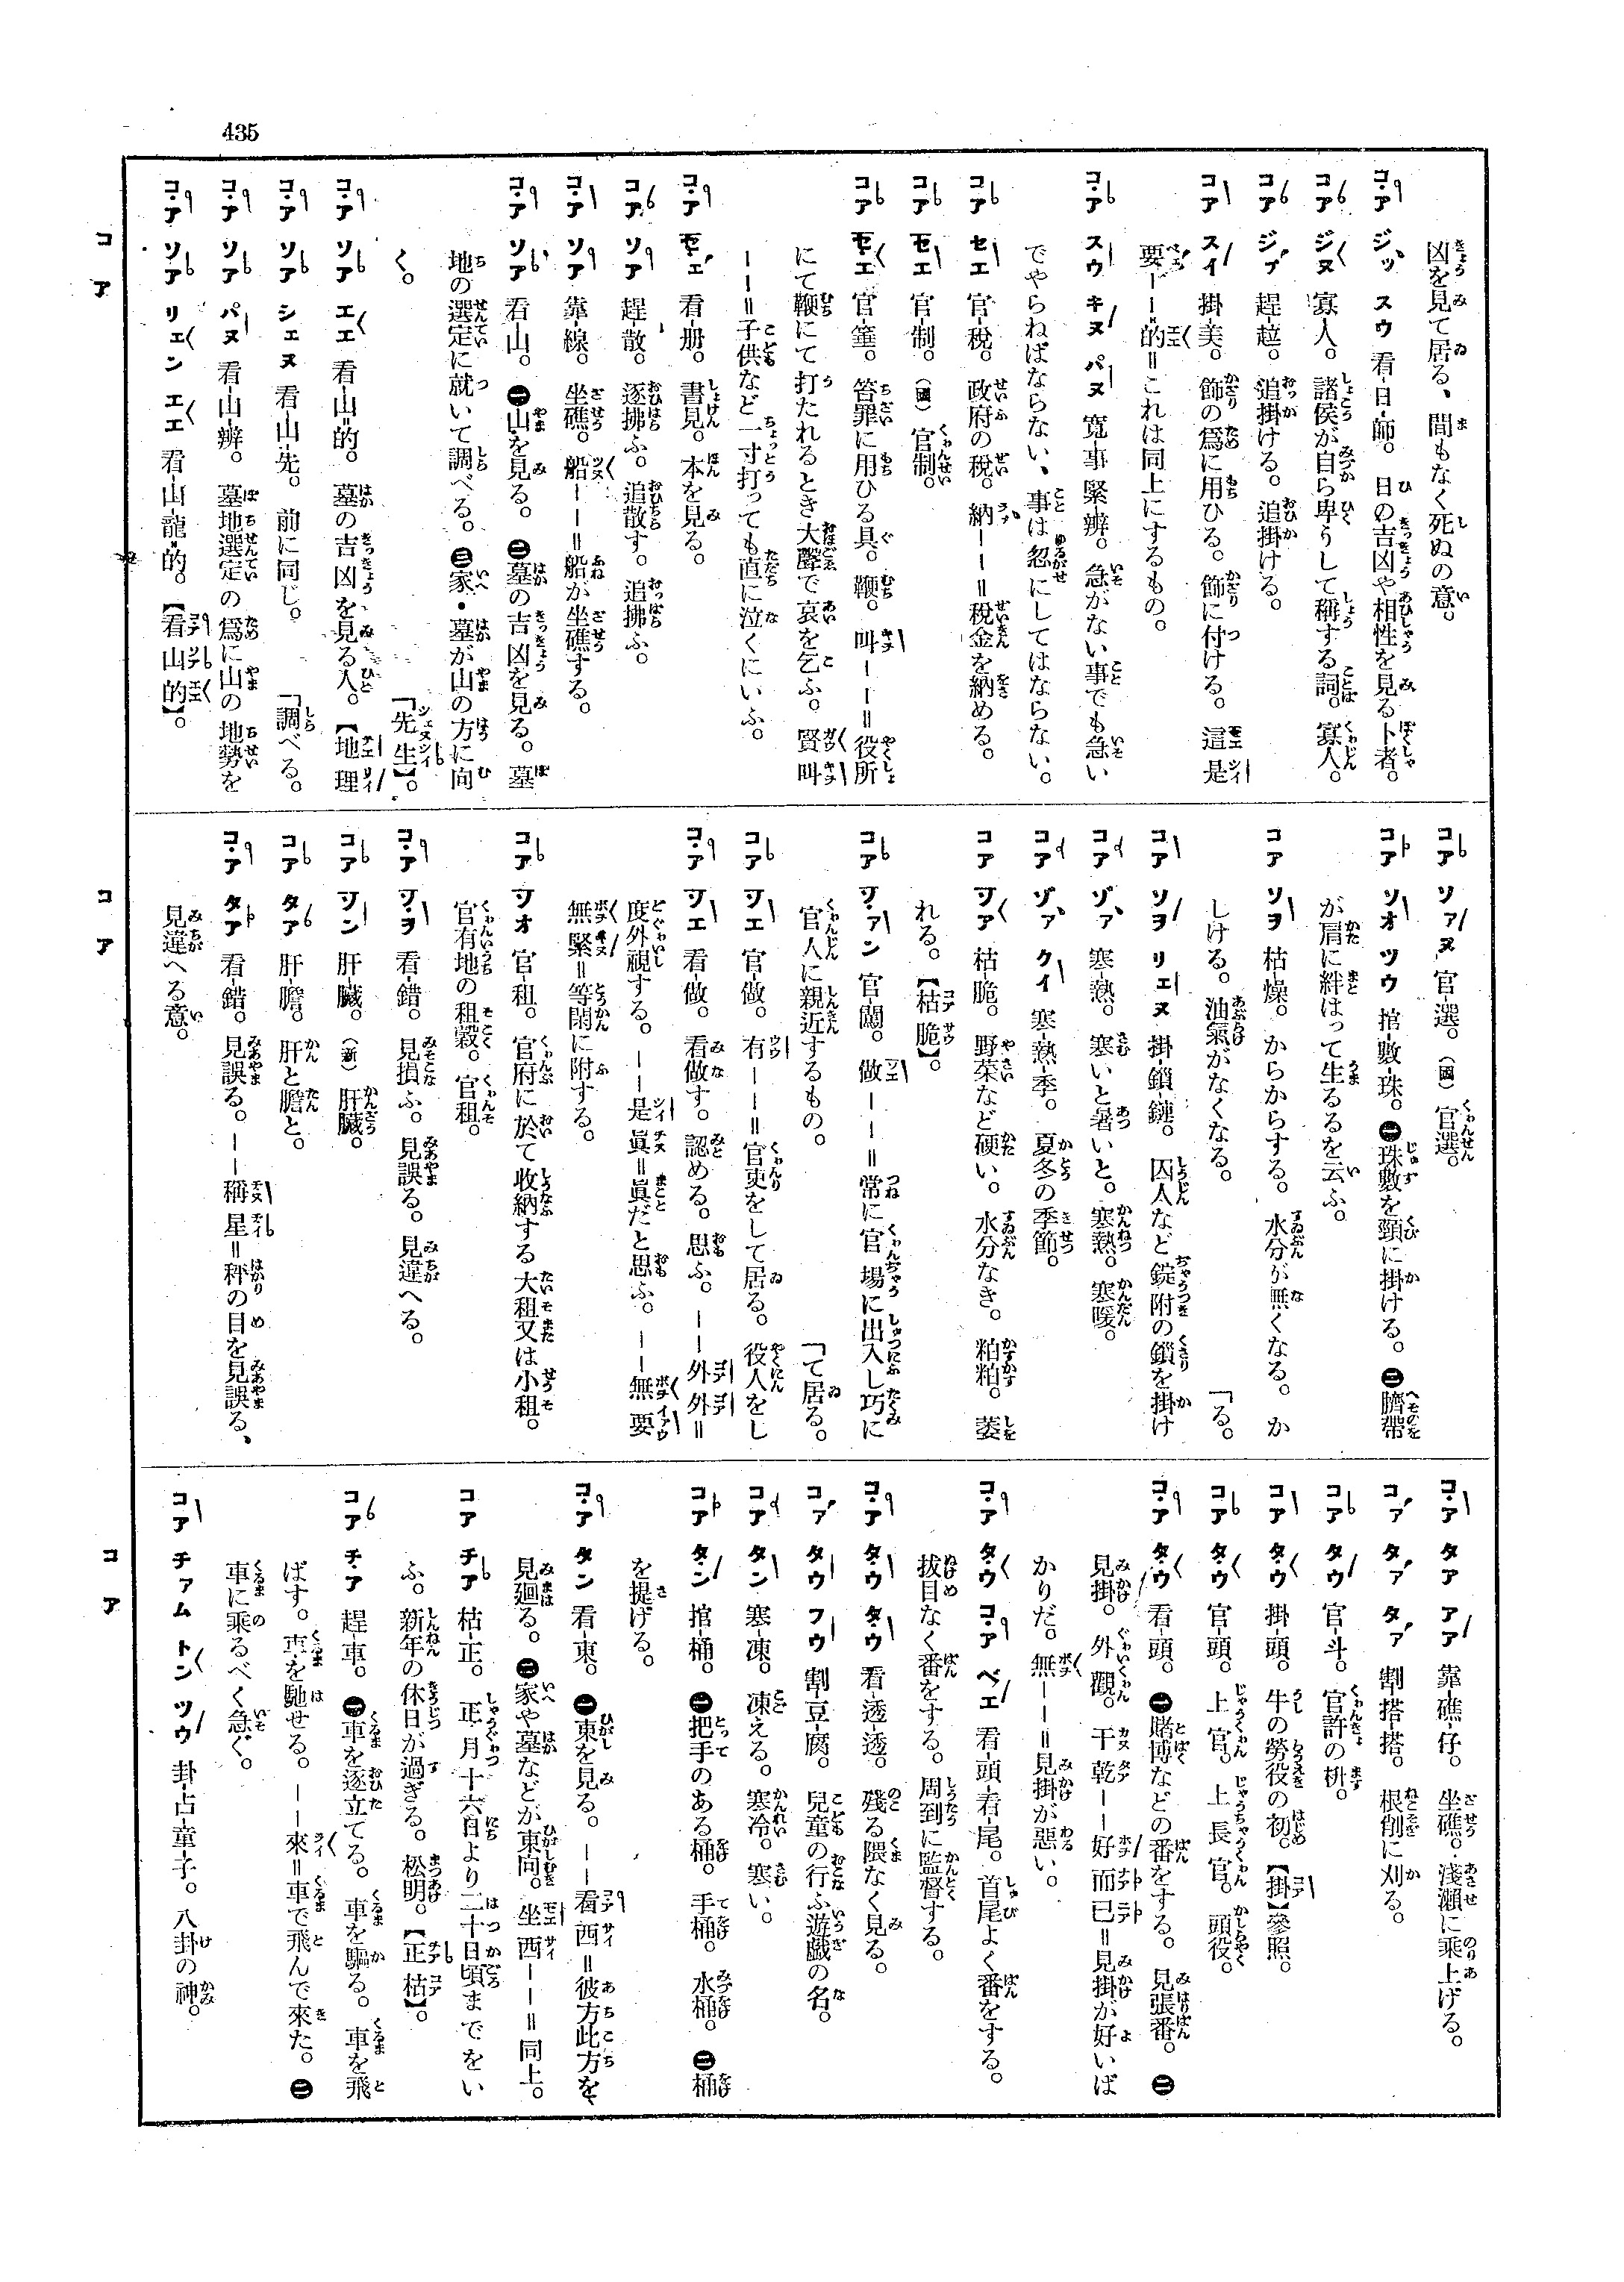 435
凶を見て居る、間もなく死ぬの意。
コ・ア ジ・ッ スウ 看-日-師。 日の吉凶や相性を見る卜者。
コア ジヌ 寡人。 諸侯が自ら卑うして稱する詞。寡人。
コア 趕-趂。 追掛ける。追掛ける。
コア スイ 掛-美。 飾の爲に用ひる。飾に付ける。 這是
要ーー的=これは同上にするもの。
コ・ア スウ キヌ パヌ 寬-事 緊-辨。 急がない事でも急い
でやらねばならない、事は忽にしてはならない。
コア セエ 官-稅。 政府の稅。 納ーー=稅金を納める。
コア 官-制。 (國) 官制。
コア 官-箠。 笞罪に用ひる具。鞭。 叫ーー=役所
にて鞭にて打たれるとき大聲で哀を乞ふ。 賢叫
ーー=子供など一寸打っても直に泣くにいふ。
コ・ア 看-册。 書見。本を見る。
コア ソア 趕-散。 逐拂ふ。追散す。追拂ふ。
コ・ア ソア 靠-線。 坐礁。 船ーー=船が坐礁する。
コ・ア ソア 看-山。 ㊀山を見る。 ㊁墓の吉凶を見る。墓
地の選定に就いて調べる。㊂家・墓が山の方に向
く。 「先生】。
コ・ア ソア エエ 看-山-的。 墓の吉凶を見る人。【地理
コ・ア ソア シェヌ 看-山-先。 前に同じ。 「調べる。
コ・ア ソア パヌ 看-山-辨。 墓地選定の爲に山の地勢を
コ・ア ソア リェン エエ 看-山-龍-的。【看山的】。
コ ア
コア ソァヌ 官-選。(國) 官選。
コア ソオ ツウ 捾-數-珠。 ㊀珠數を頸に掛ける。 ㊁臍帶
が肩に絆はって生るるを云ふ。
コア ソヲ 枯-燥。 からからする。 水分が無くなる。 か
しける。油氣がなくなる。 「る。
コア ソヲ リェヌ 掛-鎖-鏈。 囚人など錠附の鎖を掛け
コ・ア 寒-熱。 寒いと暑いと。寒熱。寒暖。
コ・ア クイ 寒-熱-季。 夏冬の季節。
コア 枯-脆。 野菜など硬い。 水分なき。 粕粕。 萎
れる。【枯脆】。
コア 官-闒。 做ーー=常に官場に出入し巧に
官人に親近するもの。 「て居る。
コア 官-做。 有ーー=官吏をして居る。 役人をし
コ・ア 看-做。 看做す。認める。思ふ。 ーー外外=
度外視する。 ーー是眞=眞だと思ふ。 ーー無要
無緊=等閑に附する。
コ・ア 官-租。 官府に於て收納する大租又は小租。
官有地の租穀。官租。
コ・ア 看-錯。 見損ふ。見誤る。見違へる。
コア 肝-臟。(新) 肝臟。
コア タア 肝-膽。 肝と膽と。
コ・ア タア 看-錯。 見誤る。 ーー稱星=秤の目を見誤る、
見違へる意。
コ ア
コ・ア タア アア 靠-礁-仔。 坐礁。淺瀨に乘上げる。
コア タァ タァ 割-搭-搭。 根刮に刈る。
コア タウ 官-斗。 官許の枡。
コ・ア タ・ウ 掛-頭。 牛の勞役の初。【掛】參照。
コア タ・ウ 官-頭。 上官。上長官。頭役。
コ・ア タ・ウ 看-頭。 ㊀賭博などの番をする。 見張番。 ㊁
見掛。外觀。干乾ーー好而已=見掛が好いば
かりだ。無ーー=見掛が惡い。
コ・ア タ・ウ コ・ア ベエ 看-頭-看-尾。 首尾よく番をする。
拔目なく番をする。周到に監督する。
コ・ア タ・ウ タ・ウ 看-透-透。 殘る隈なく見る。
コァ タウ フウ 割-豆-腐。 兒童の行ふ遊戲の名。
コ・ア タン 寒-凍。 凍える。寒冷。寒い。
コ・ア タ・ン 捾-桶。 ㊀把手のある桶。 手桶。 水桶。 ㊁桶
を提げる。
コ・ア タン 看-東。 ㊀東を見る。 ーー看西=彼方此方を
見廻る。㊁家や墓などが東向。坐西ーー=同上。
コア チァ 枯-正。 正月十六日より二十日頃までをい
ふ。新年の休日が過ぎる。 松明。【正枯】。
コア チ・ア 趕-車。 ㊀車を逐立てる。 車を驅る。 車を飛
ばす。車を馳せる。 ーー來=車で飛んで來た。 ㊁
車に乘るべく急ぐ。
コア チァム トン ツウ 卦-占-童-子。 八卦の神。
コ ア